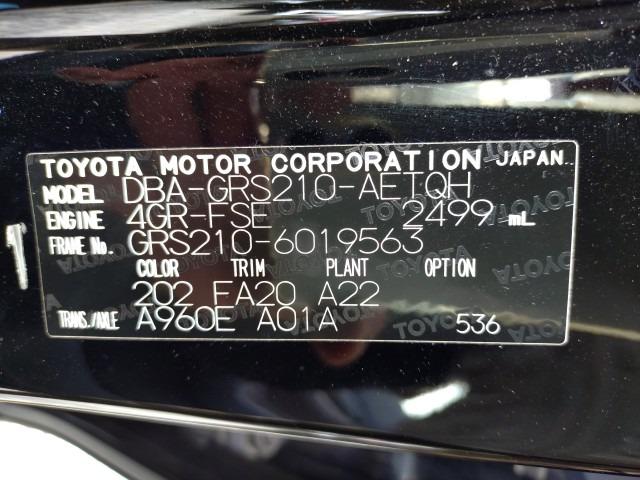 TOYOTA MOTOR CORPORATION JAPAN.
MODEL DBA-GRS210-AETQH
ENGINE 4GR-FSE 2499 mL
FRAME No. GRS210-6019563
COLOR TRIM PLANT OPTION
202 FA20 A22
TRANS./AXLE A960E A01A 536